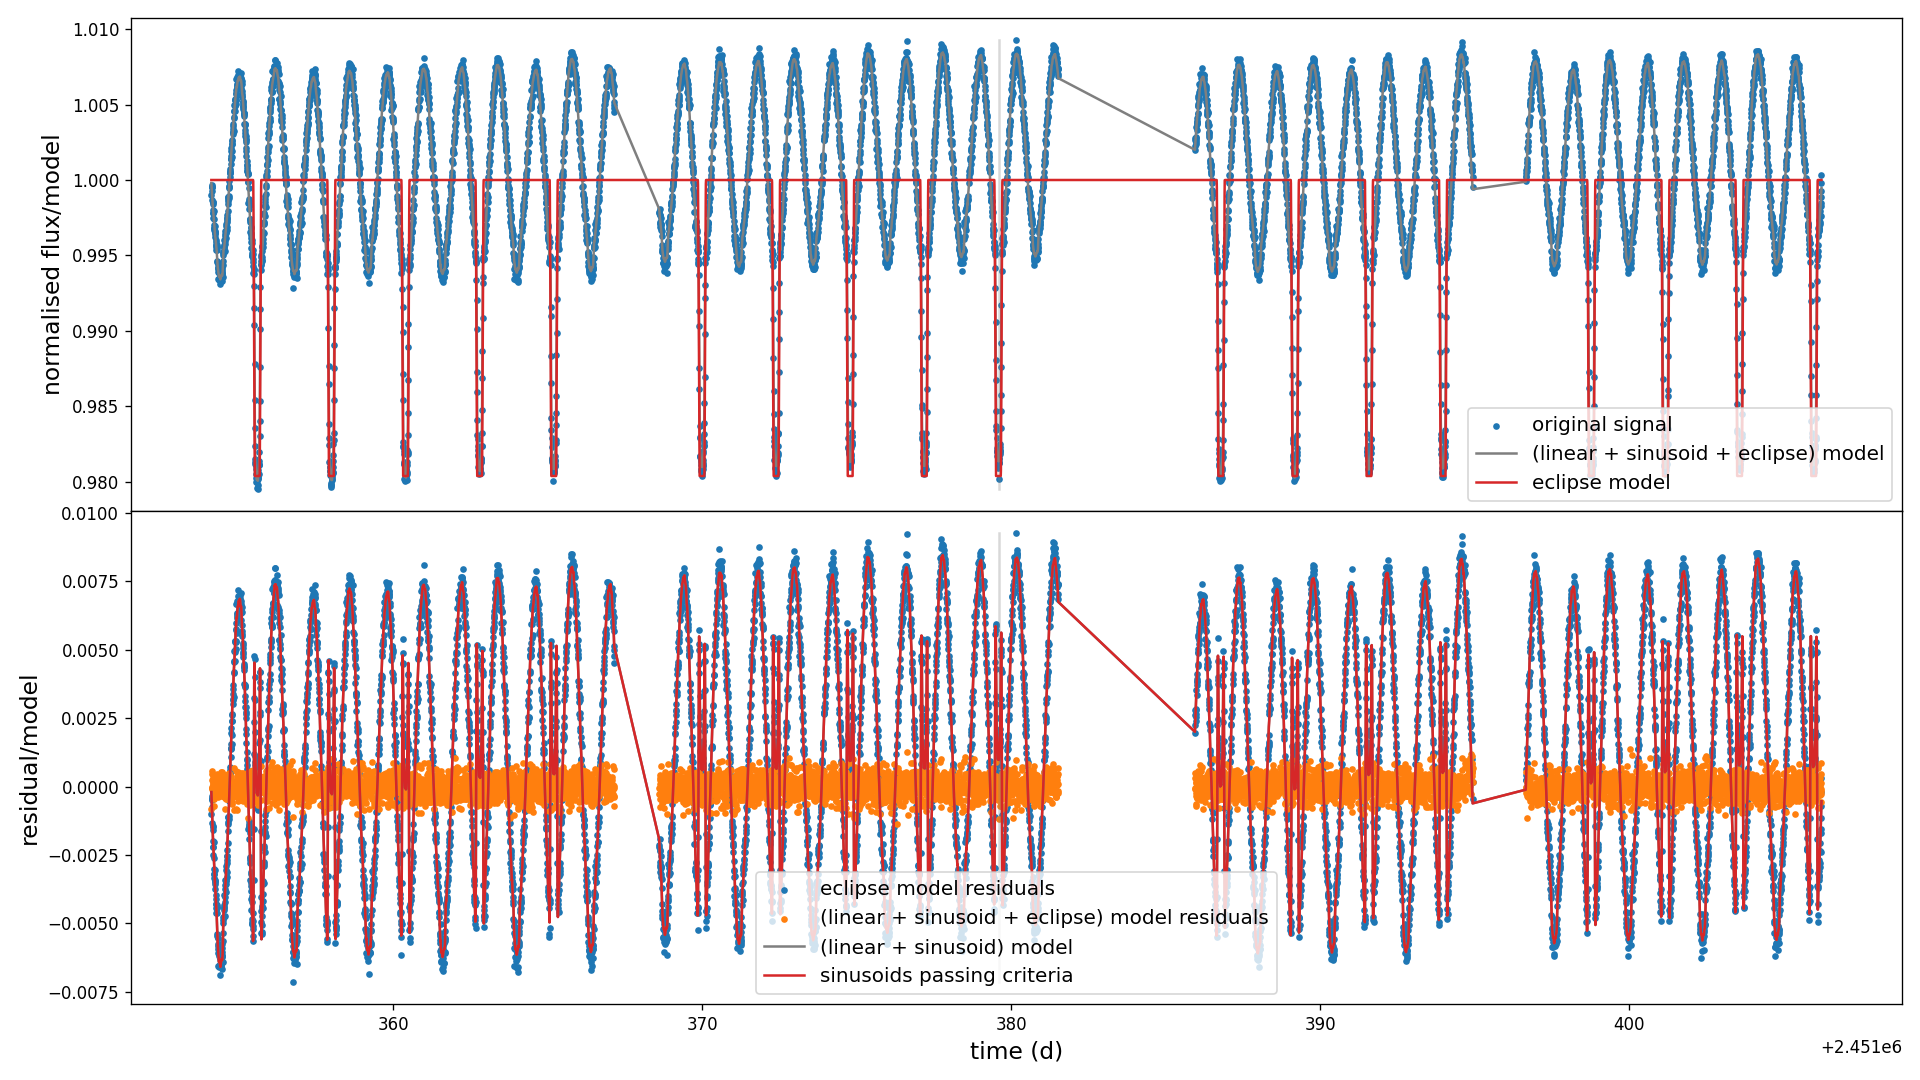 1.010
1.005
1.000
0.995
0.990
0.985
0.980
normalised flux/model
original signal
(linear + sinusoid + eclipse) model
eclipse model
0.0100
0.0075
0.0050
0.0025
0.0000
−0.0025
−0.0050
−0.0075
residual/model
eclipse model residuals
(linear + sinusoid + eclipse) model residuals
(linear + sinusoid) model
sinusoids passing criteria
360
370
380
390
400
time (d)
+2.451e6